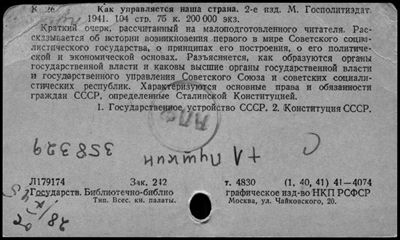 К 26
Как управляется наша страна. 2-е изд. М. Госполитиздат.
1941. 104 стр. 75 к. 200 000 экз.
Краткий очерк, рассчитанный на малоподготовленного читателя. Рас-
сказывается об истории возникновения первого в мире Советского социа-
листического государства, о принципах его построения, о его политиче-
ской и экономической основах. Разъясняется, как образуются органы
государственной власти и каковы высшие органы государственной власти
и государственного управления Советского Союза и советских социали-
стических республик. Характеризуются основные права и обязанности
граждан СССР, определенные Сталинской Конституцией.
1. Государственное устройство СССР. 2. Конституция СССР.
358329
+А Пушкин
С
Л179174 Зак. 242 т. 4830 (1, 40, 41) 41—4074
Государств. Библиотечно-библио графическое изд-во НКП РСФСР
Тип. Всес. кн. палаты. Москва, ул. Чайковского, 20.